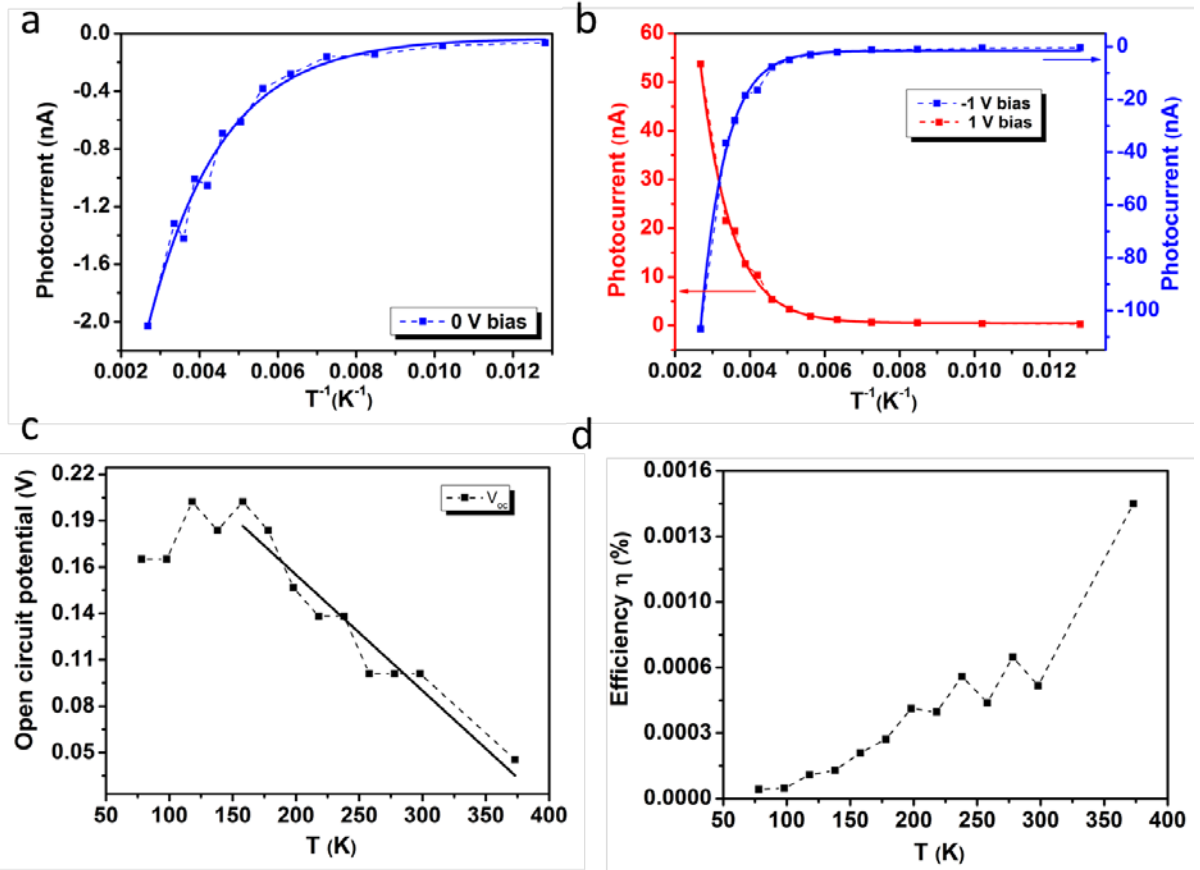 a
0.0
-0.4
-0.8
-1.2
-1.6
-2.0
Photocurrent (nA)
0 V bias
0.002 0.004 0.006 0.008 0.010 0.012
T-1(K-1)
b
60
50
40
30
20
10
0
Photocurrent (nA)
-1 V bias
1 V bias
0
-20
-40
-60
-80
-100
Photocurrent (nA)
0.002 0.004 0.006 0.008 0.010 0.012
T-1(K-1)
c
0.22
0.19
0.16
0.14
0.11
0.08
0.05
Open circuit potential (V)
Voc
50 100 150 200 250 300 350 400
T (K)
d
0.0016
0.0013
0.0010
0.0006
0.0003
0.0000
Efficiency η (%)
50 100 150 200 250 300 350 400
T (K)